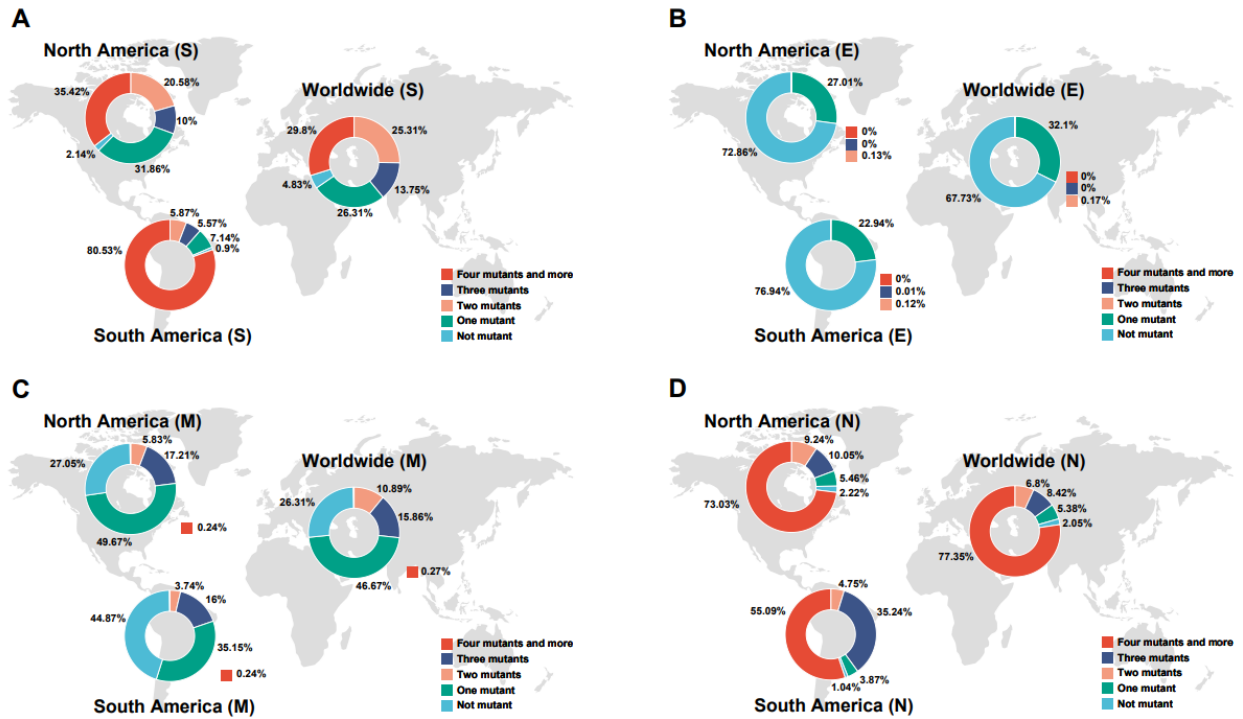 A
North America (S)
35.42%
20.58%
10%
2.14%
31.86%
Worldwide (S)
29.8%
25.31%
4.83%
13.75%
26.31%
5.87%
5.57%
7.14%
0.9%
80.53%
South America (S)
Four mutants and more
Three mutants
Two mutants
One mutant
Not mutant
B
North America (E)
27.01%
72.86%
0%
0%
0.13%
Worldwide (E)
32.1%
67.73%
0%
0%
0.17%
22.94%
76.94%
0%
0.01%
0.12%
South America (E)
Four mutants and more
Three mutants
Two mutants
One mutant
Not mutant
C
North America (M)
5.83%
17.21%
27.05%
49.67%
0.24%
Worldwide (M)
10.89%
26.31%
15.86%
46.67%
0.27%
3.74%
16%
44.87%
35.15%
0.24%
South America (M)
Four mutants and more
Three mutants
Two mutants
One mutant
Not mutant
D
North America (N)
9.24%
10.05%
5.46%
2.22%
73.03%
Worldwide (N)
6.8%
8.42%
5.38%
2.05%
77.35%
4.75%
55.09%
35.24%
3.87%
1.04%
South America (N)
Four mutants and more
Three mutants
Two mutants
One mutant
Not mutant